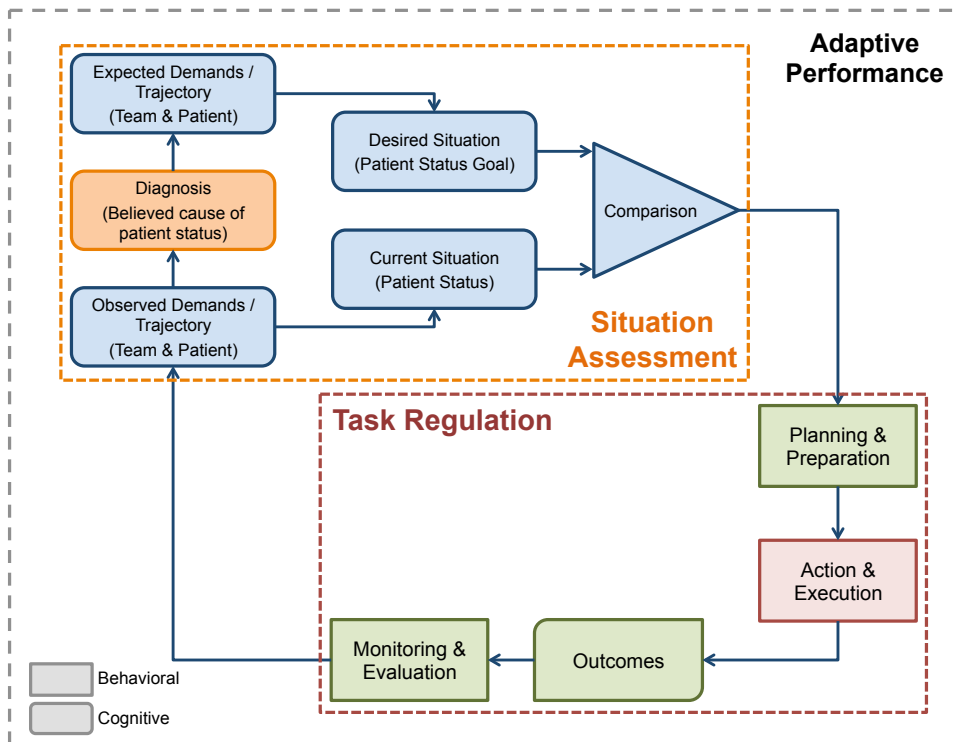 Adaptive
Performance
Expected Demands /
Trajectory
(Team & Patient)
Desired Situation
(Patient Status Goal)
Diagnosis
(Believed cause of
patient status)
Comparison
Current Situation
(Patient Status)
Observed Demands /
Trajectory
(Team & Patient)
Situation
Assessment
Task Regulation
Planning &
Preparation
Action &
Execution
Monitoring &
Evaluation
Outcomes
Behavioral
Cognitive